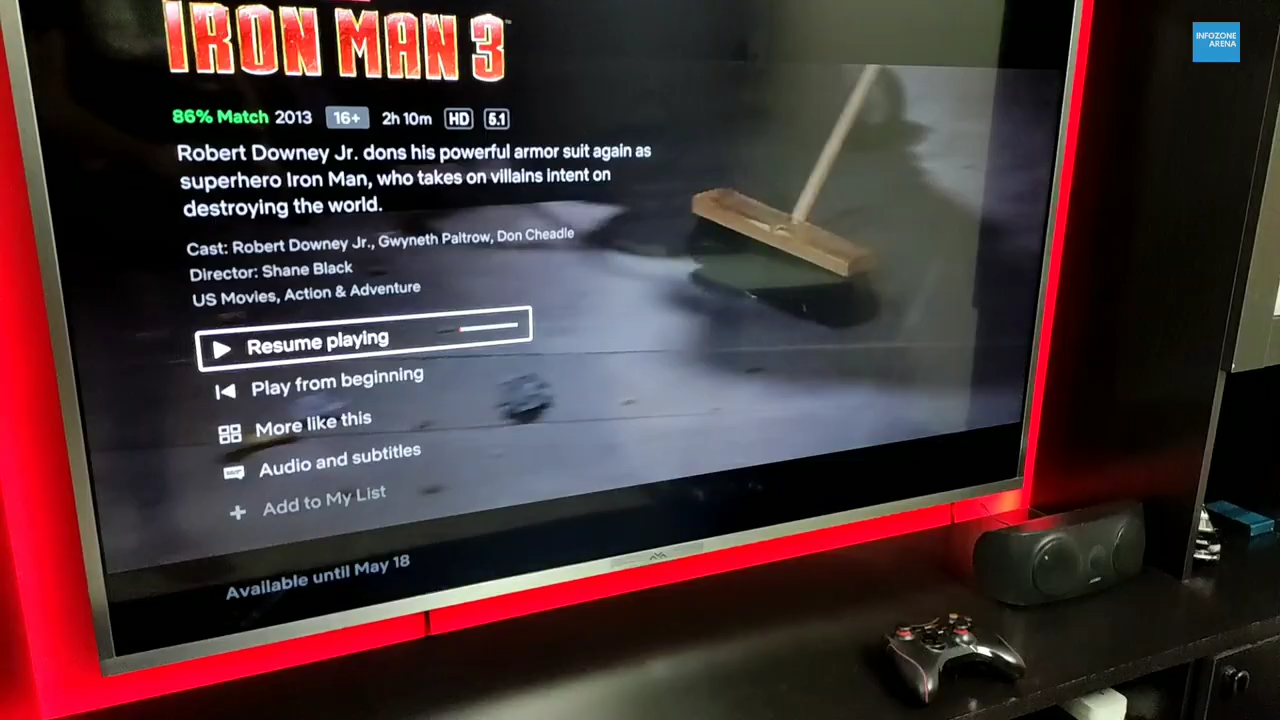 IRON MAN 3
INFOZONE
ARENA
86% Match 2013 16+ 2h 10m HD 5.1
Robert Downey Jr. dons his powerful armor suit again as
superhero Iron Man, who takes on villains intent on
destroying the world.
Cast: Robert Downey Jr., Gwyneth Paltrow, Don Cheadle
Director: Shane Black
US Movies, Action & Adventure
Resume playing
Play from beginning
More like this
Audio and subtitles
Add to My List
Available until May 18